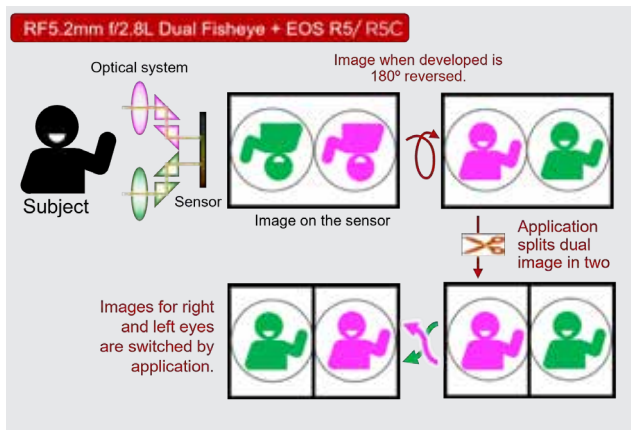 RF5.2mm f/2.8L Dual Fisheye + EOS R5/ R5C
Optical system
Image when developed is
180º reversed.
Subject
Sensor
Image on the sensor
Application
splits dual
image in two
Images for right
and left eyes
are switched by
application.